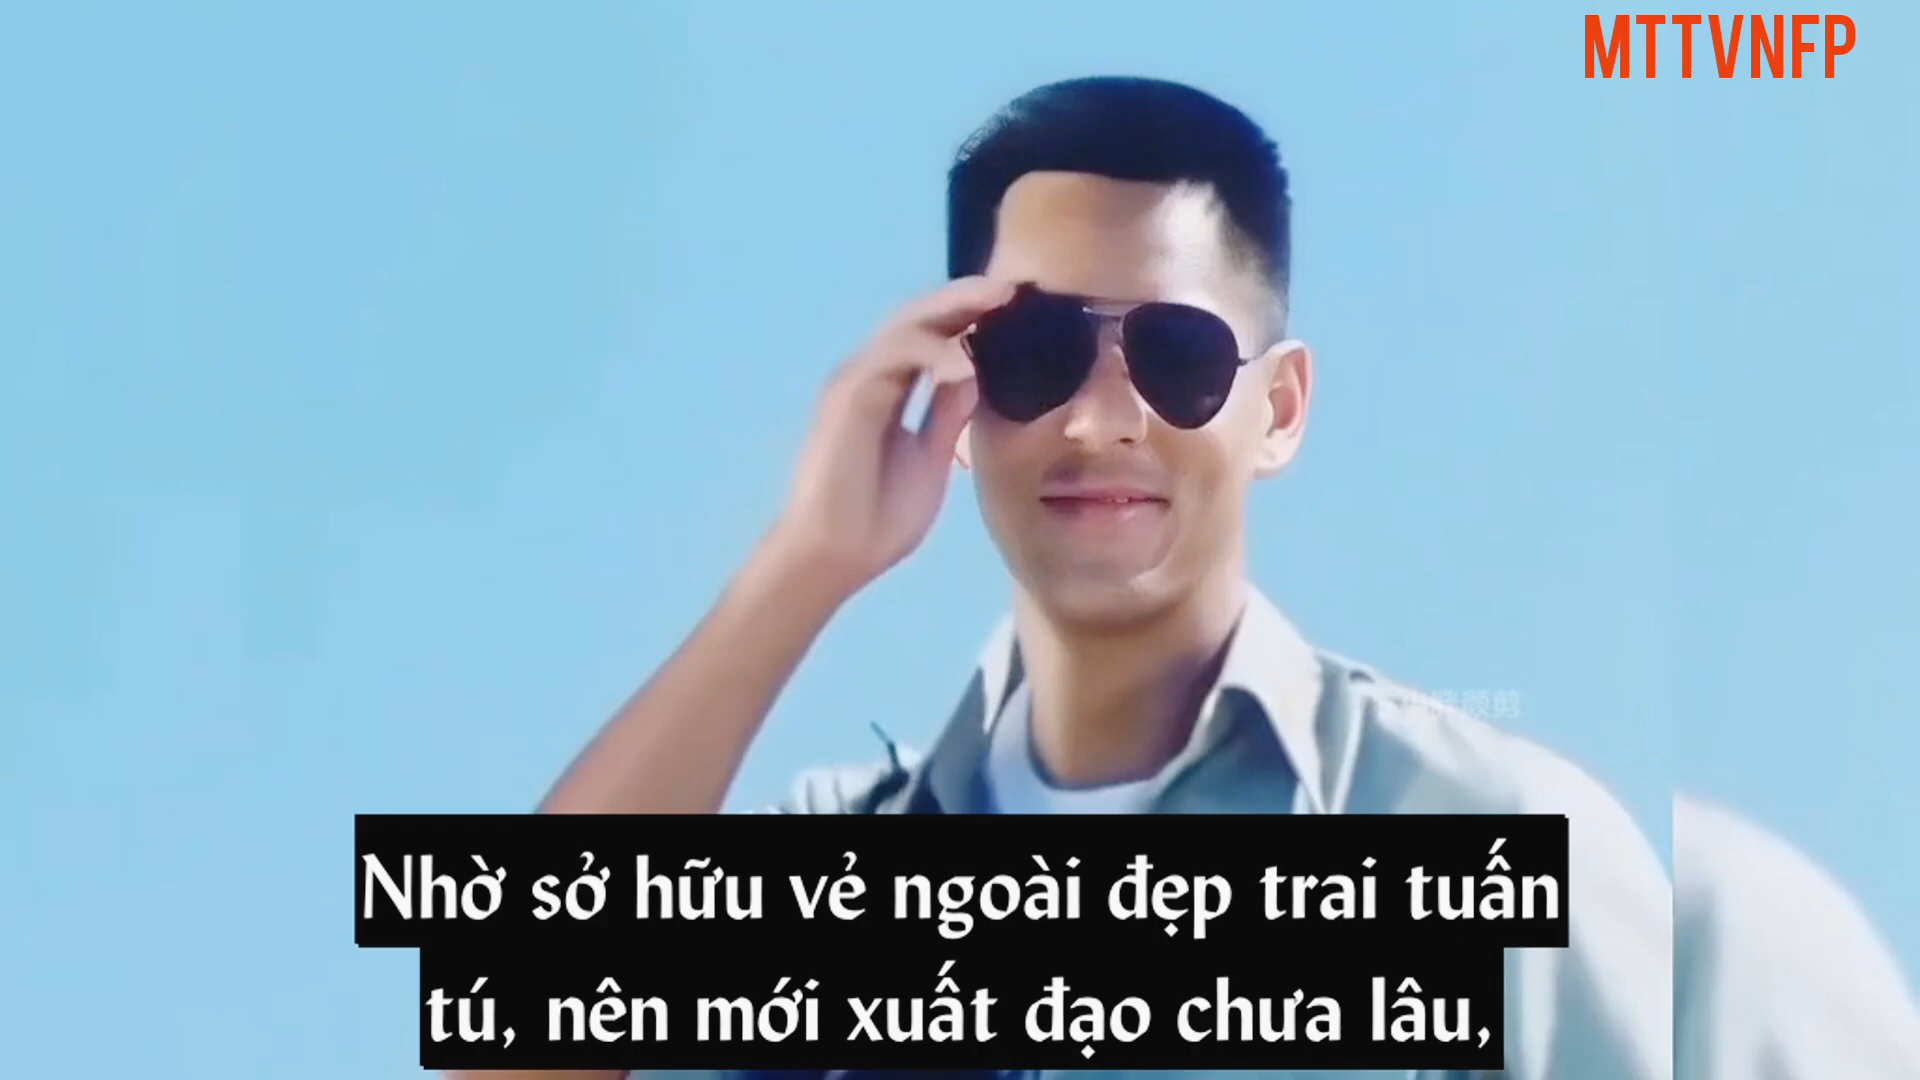 MTTVNFP
Nhờ sở hữu vẻ ngoài đẹp trai tuấn
tú, nên mới xuất đạo chưa lâu,